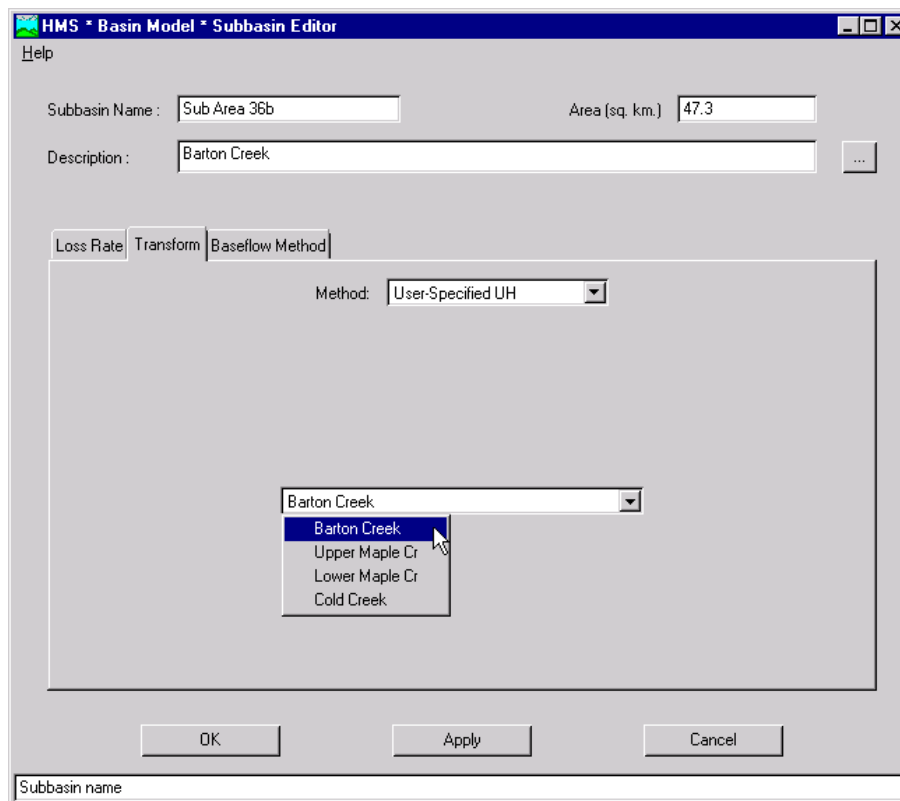 HMS * Basin Model * Subbasin Editor
Help
Subbasin Name : Sub Area 36b Area (sq. km.) 47.3
Description : Barton Creek ...
Loss Rate Transform Baseflow Method
Method: User-Specified UH
Barton Creek
Barton Creek
Upper Maple Cr
Lower Maple Cr
Cold Creek
OK Apply Cancel
Subbasin name